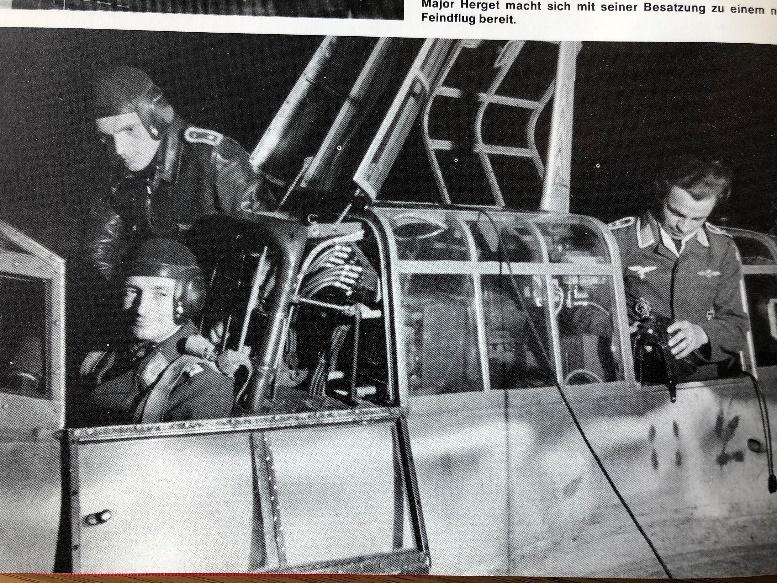 Major Herget macht sich mit seiner Besatzung zu einem
Feindflug bereit.